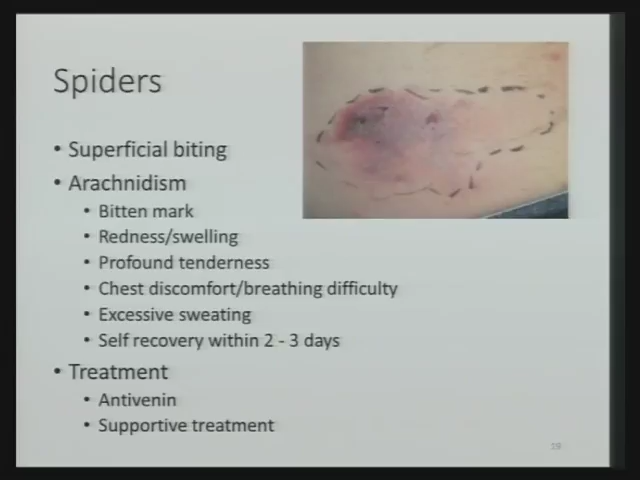 Spiders
• Superficial biting
• Arachnidism
• Bitten mark
• Redness/swelling
• Profound tenderness
• Chest discomfort/breathing difficulty
• Excessive sweating
• Self recovery within 2 - 3 days
• Treatment
• Antivenin
• Supportive treatment
19